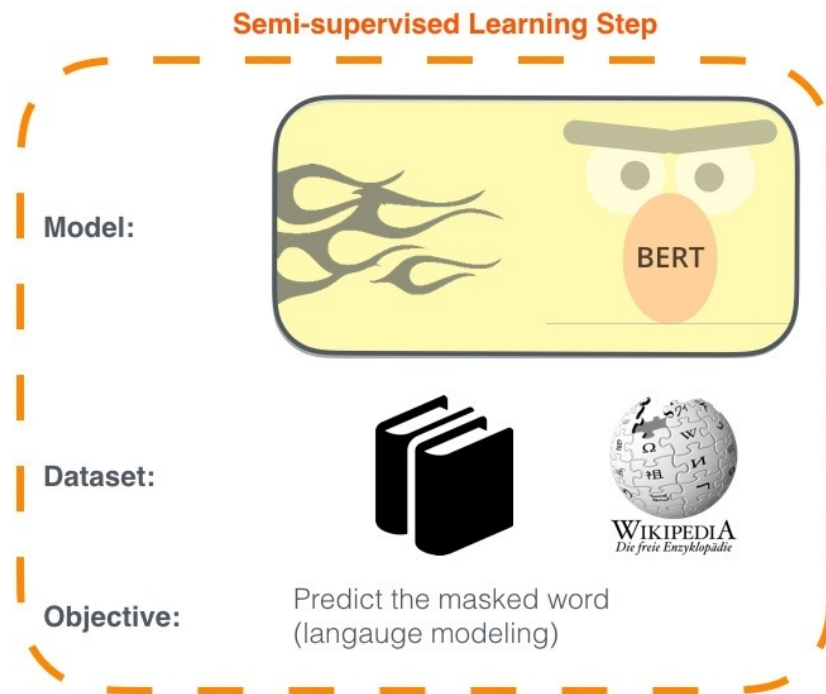 Semi-supervised Learning Step
Model:
BERT
Dataset:
WIKIPEDIA
Die freie Enzyklopädie
Objective:
Predict the masked word
(langauge modeling)